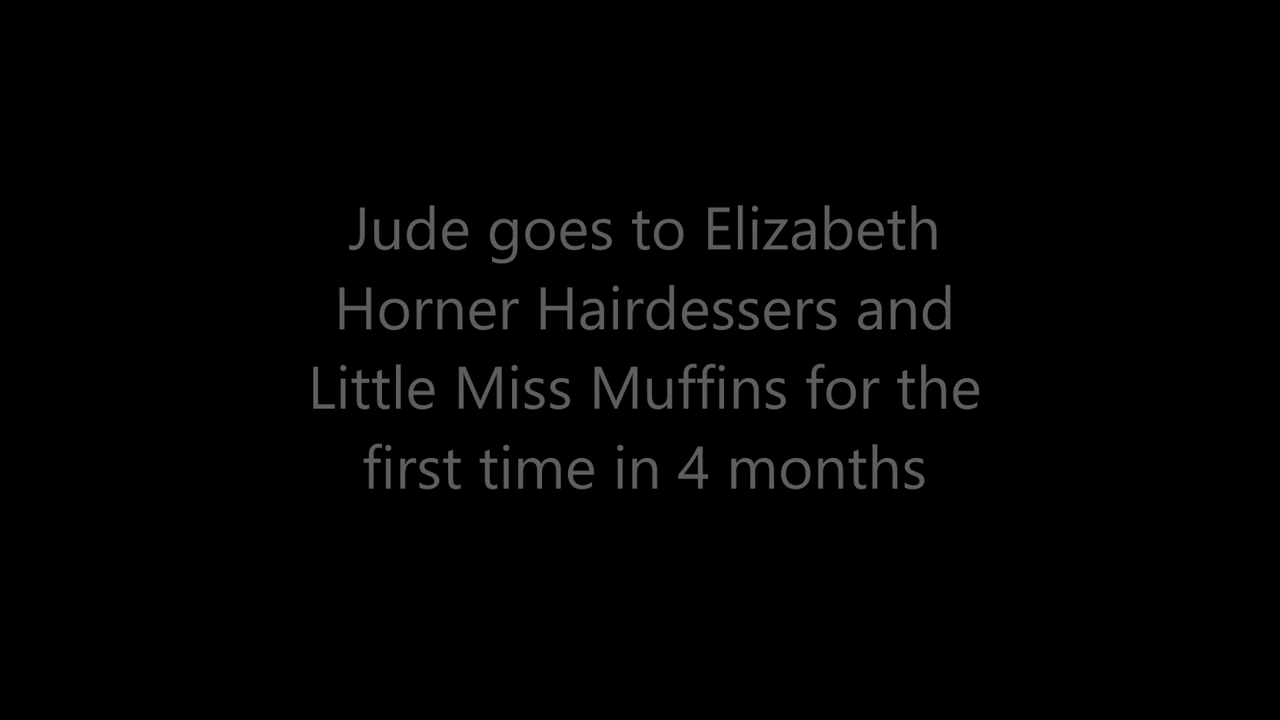 Jude goes to Elizabeth
Horner Hairdessers and
Little Miss Muffins for the
first time in 4 months